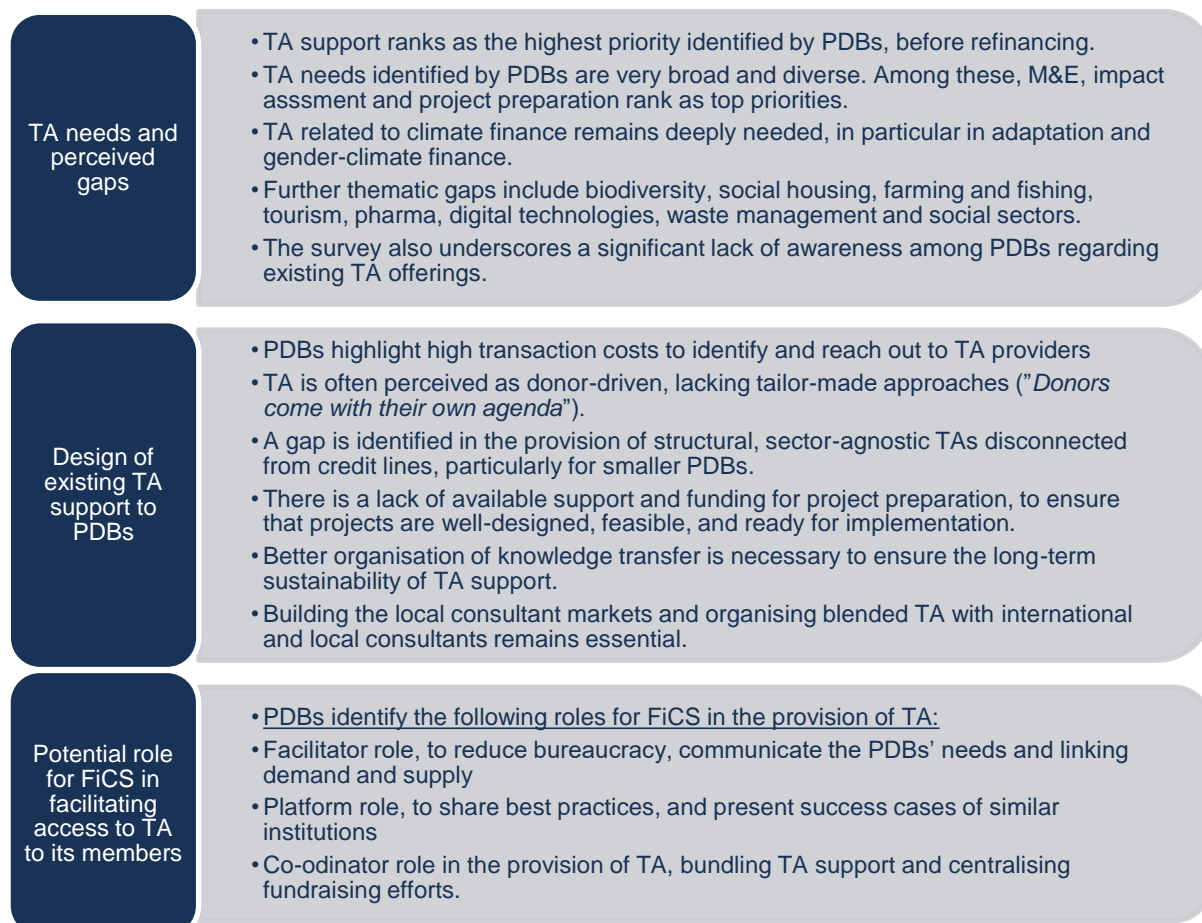 TA needs and
perceived
gaps
• TA support ranks as the highest priority identified by PDBs, before refinancing.
• TA needs identified by PDBs are very broad and diverse. Among these, M&E, impact
asssment and project preparation rank as top priorities.
• TA related to climate finance remains deeply needed, in particular in adaptation and
gender-climate finance.
• Further thematic gaps include biodiversity, social housing, farming and fishing,
tourism, pharma, digital technologies, waste management and social sectors.
• The survey also underscores a significant lack of awareness among PDBs regarding
existing TA offerings.
Design of
existing TA
support to
PDBs
• PDBs highlight high transaction costs to identify and reach out to TA providers
• TA is often perceived as donor-driven, lacking tailor-made approaches (”Donors
come with their own agenda”).
• A gap is identified in the provision of structural, sector-agnostic TAs disconnected
from credit lines, particularly for smaller PDBs.
• There is a lack of available support and funding for project preparation, to ensure
that projects are well-designed, feasible, and ready for implementation.
• Better organisation of knowledge transfer is necessary to ensure the long-term
sustainability of TA support.
• Building the local consultant markets and organising blended TA with international
and local consultants remains essential.
Potential role
for FiCS in
facilitating
access to TA
to its members
• PDBs identify the following roles for FiCS in the provision of TA:
• Facilitator role, to reduce bureaucracy, communicate the PDBs’ needs and linking
demand and supply
• Platform role, to share best practices, and present success cases of similar
institutions
• Co-odinator role in the provision of TA, bundling TA support and centralising
fundraising efforts.